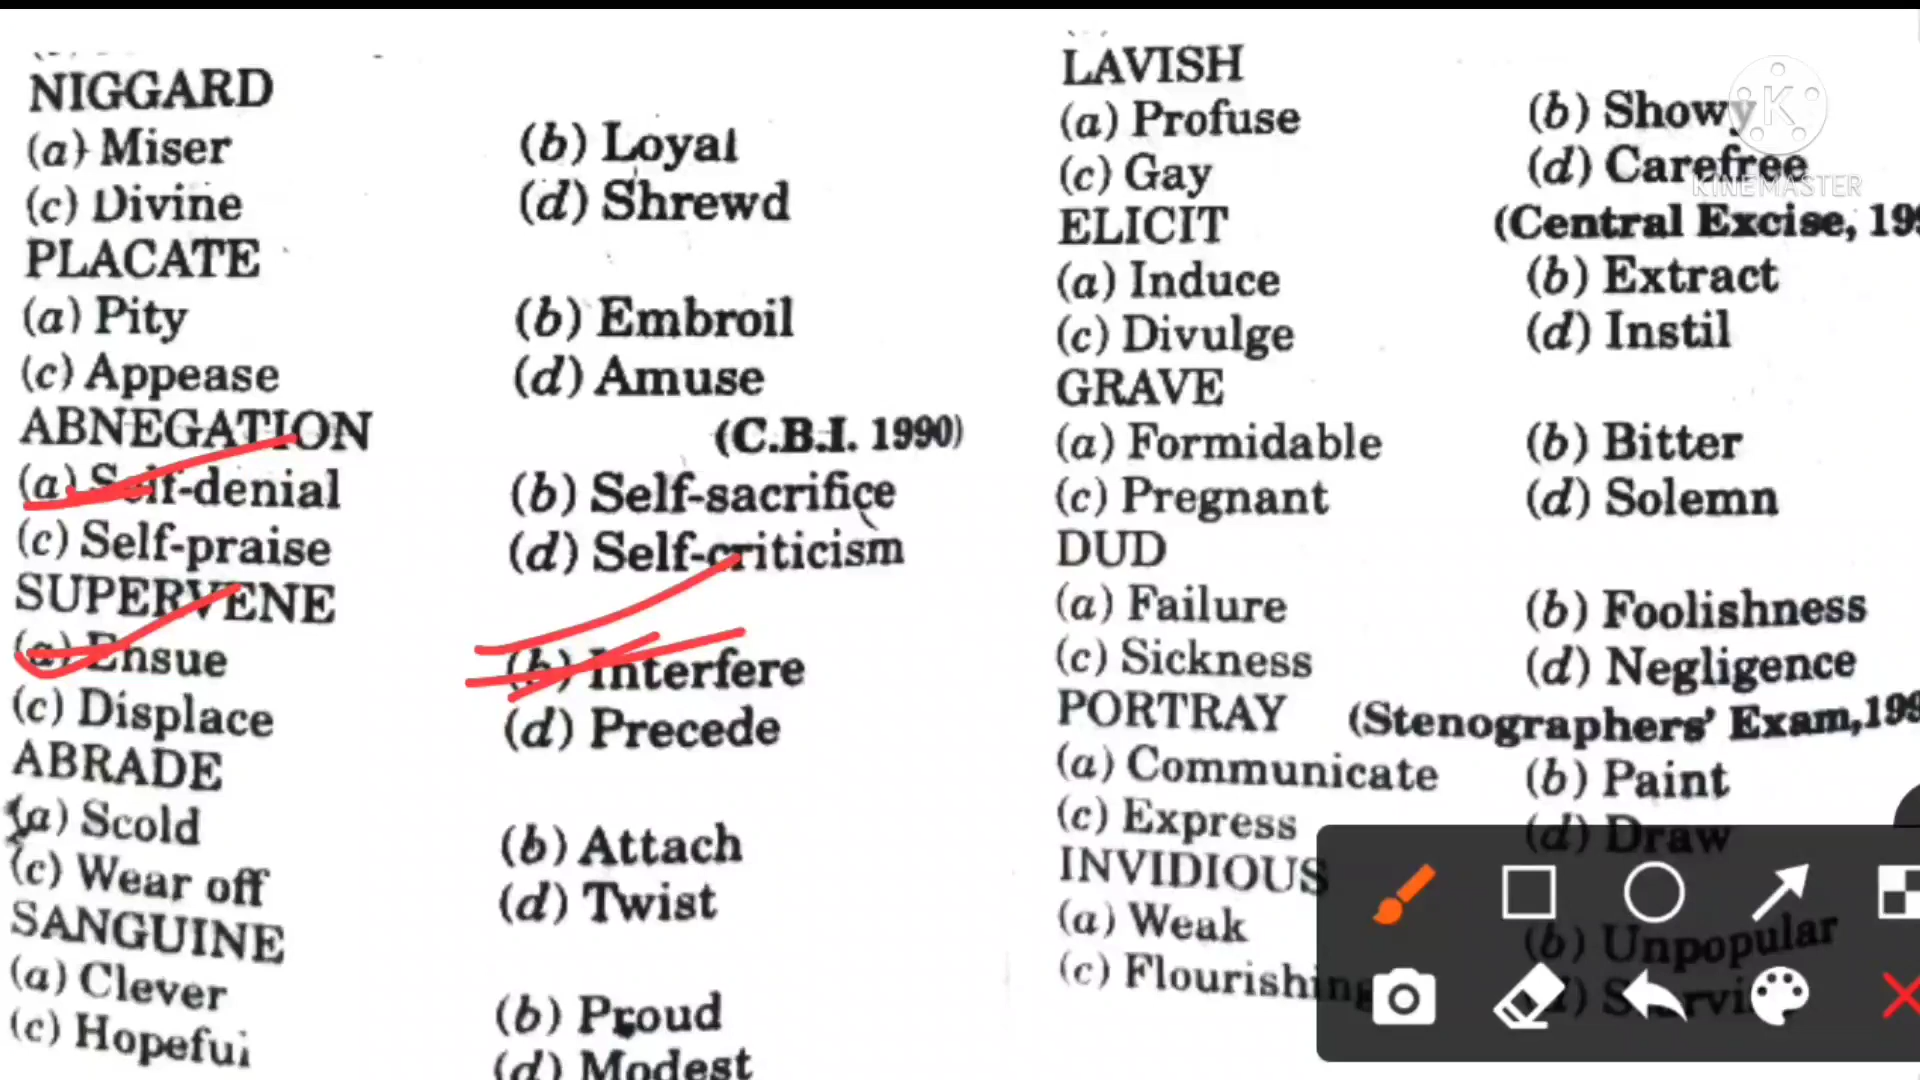 NIGGARD
(a) Miser (b) Loyal
(c) Divine (d) Shrewd
PLACATE
(a) Pity (b) Embroil
(c) Appease (d) Amuse
ABNEGATION (C.B.I. 1990)
(a) Self-denial (b) Self-sacrifice
(c) Self-praise (d) Self-criticism
SUPERVENE
(a) Ensue (b) Interfere
(c) Displace (d) Precede
ABRADE
(a) Scold (b) Attach
(c) Wear off (d) Twist
SANGUINE
(a) Clever (b) Proud
(c) Hopeful (d) Modest
LAVISH
(a) Profuse (b) Showy
(c) Gay (d) Carefree
KINEMASTER
ELICIT (Central Excise, 199
(a) Induce (b) Extract
(c) Divulge (d) Instil
GRAVE
(a) Formidable (b) Bitter
(c) Pregnant (d) Solemn
DUD
(a) Failure (b) Foolishness
(c) Sickness (d) Negligence
PORTRAY (Stenographers' Exam,199
(a) Communicate (b) Paint
(c) Express (d) Draw
INVIDIOUS
(a) Weak (b) Unpopular
(c) Flourishing